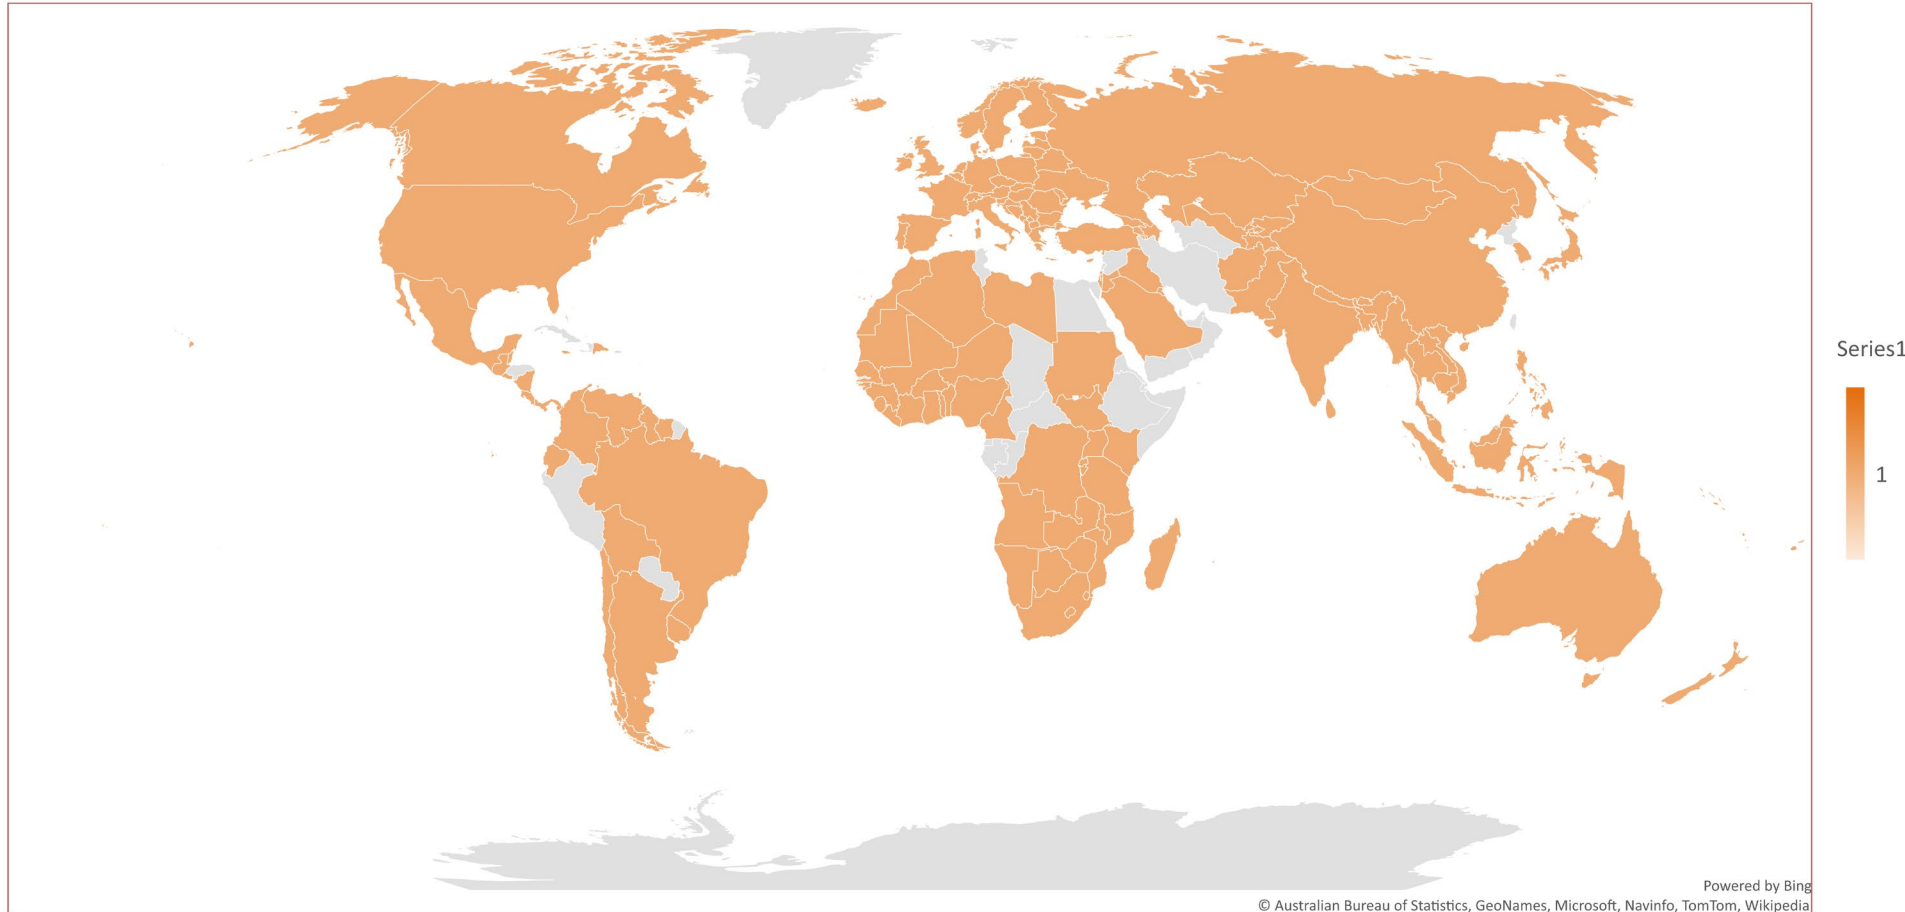 Series1
1
Powered by Bing
© Australian Bureau of Statistics, GeoNames, Microsoft, Navinfo, TomTom, Wikipedia